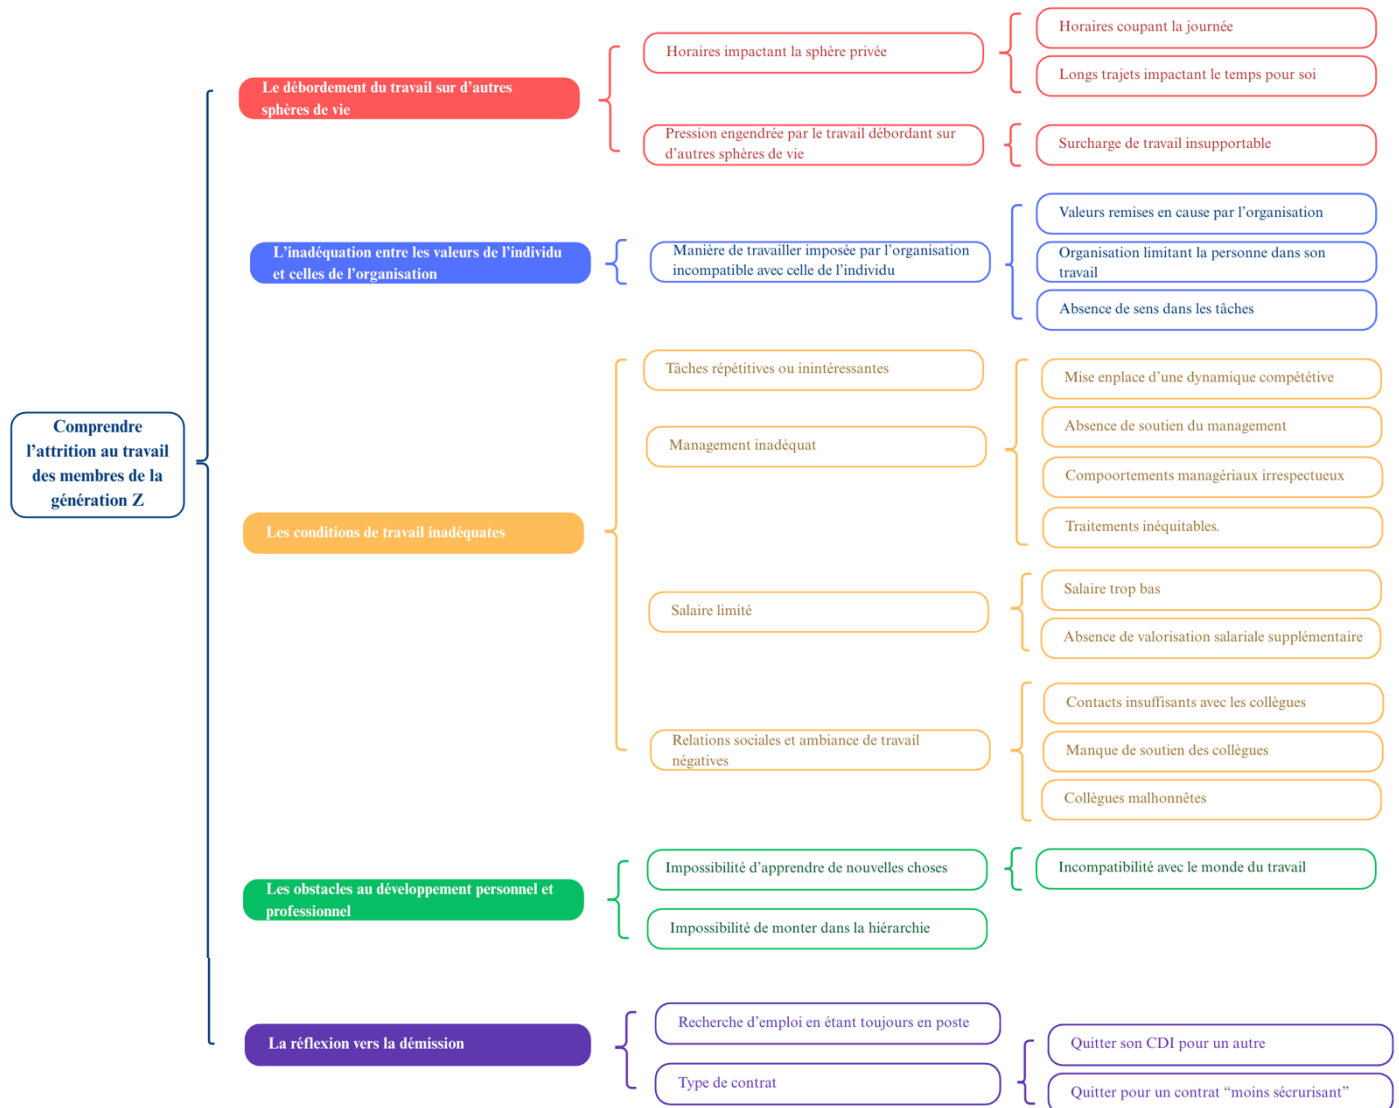 Comprendre
l’attrition au travail
des membres de la
génération Z
Le débordement du travail sur d’autres
sphères de vie
Horaires impactant la sphère privée
Horaires coupant la journée
Longs trajets impactant le temps pour soi
Pression engendrée par le travail débordant sur
d’autres sphères de vie
Surcharge de travail insupportable
L’inadéquation entre les valeurs de l’individu
et celles de l’organisation
Manière de travailler imposée par l’organisation
incompatible avec celle de l’individu
Valeurs remises en cause par l’organisation
Organisation limitant la personne dans son
travail
Absence de sens dans les tâches
Les conditions de travail inadéquates
Tâches répétitives ou inintéressantes
Management inadéquat
Mise enplace d’une dynamique compététive
Absence de soutien du management
Compoortements managériaux irrespectueux
Traitements inéquitables.
Salaire limité
Salaire trop bas
Absence de valorisation salariale supplémentaire
Relations sociales et ambiance de travail
négatives
Contacts insuffisants avec les collègues
Manque de soutien des collègues
Collègues malhonnêtes
Les obstacles au développement personnel et
professionnel
Impossibilité d’apprendre de nouvelles choses
Incompatibilité avec le monde du travail
Impossibilité de monter dans la hiérarchie
La réflexion vers la démission
Recherche d’emploi en étant toujours en poste
Type de contrat
Quitter son CDI pour un autre
Quitter pour un contrat “moins sécrurisant”